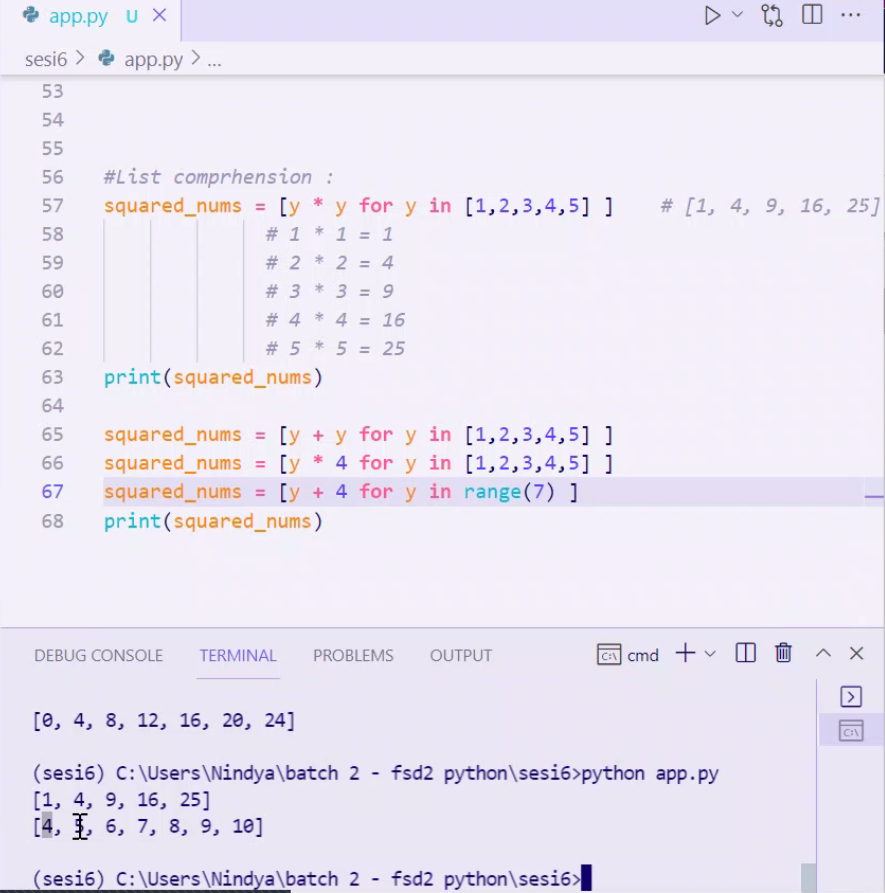 app.py U
sesi6 > app.py > ...
53
54
55
56 #List comprhension :
57 squared_nums = [y * y for y in [1,2,3,4,5] ] # [1, 4, 9, 16, 25]
58 # 1 * 1 = 1
59 # 2 * 2 = 4
60 # 3 * 3 = 9
61 # 4 * 4 = 16
62 # 5 * 5 = 25
63 print(squared_nums)
64
65 squared_nums = [y + y for y in [1,2,3,4,5] ]
66 squared_nums = [y * 4 for y in [1,2,3,4,5] ]
67 squared_nums = [y + 4 for y in range(7) ]
68 print(squared_nums)
DEBUG CONSOLE TERMINAL PROBLEMS OUTPUT cmd
[0, 4, 8, 12, 16, 20, 24]
(sesi6) C:\Users\Nindya\batch 2 - fsd2 python\sesi6>python app.py
[1, 4, 9, 16, 25]
[4, 5, 6, 7, 8, 9, 10]
(sesi6) C:\Users\Nindya\batch 2 - fsd2 python\sesi6>